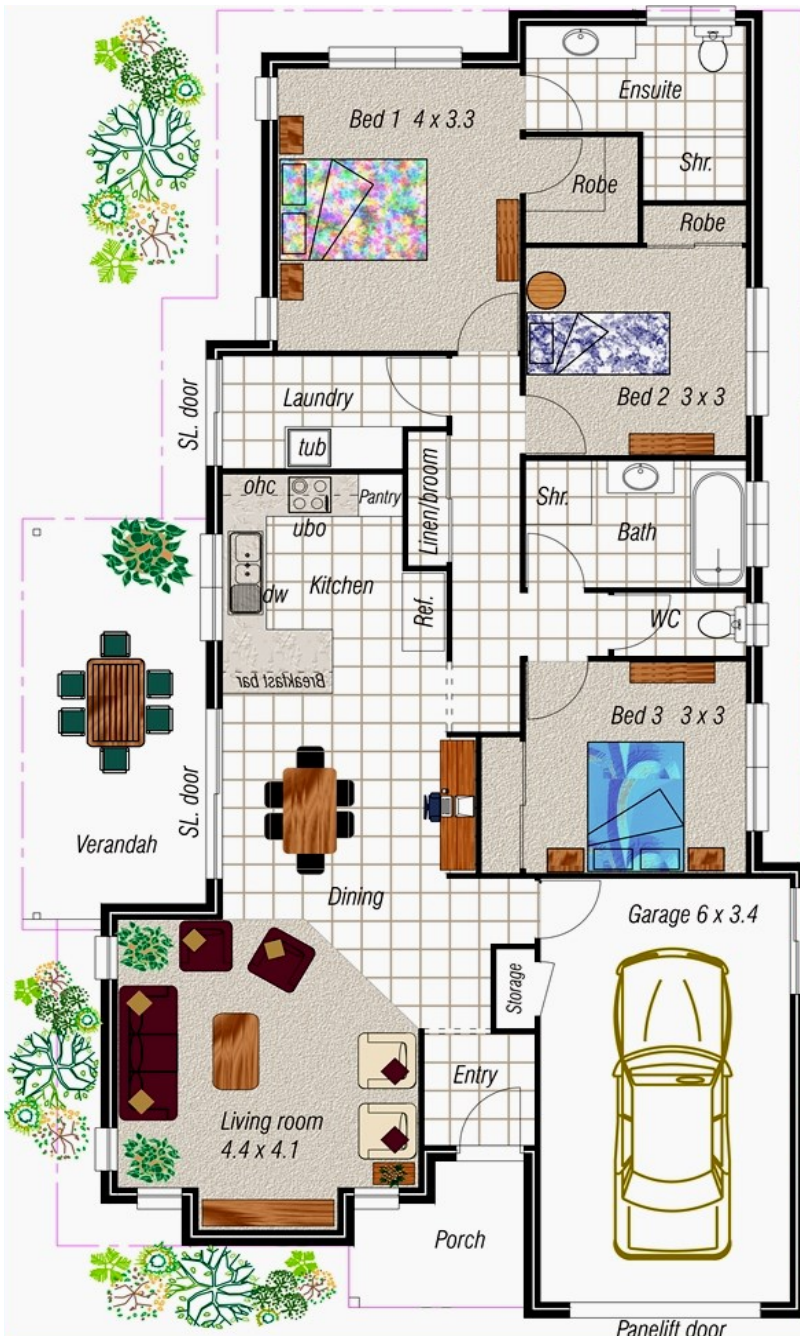 Ensuite
Bed 1 4 x 3.3
Shr.
Robe
Robe
Bed 2 3 x 3
Laundry
SL. door
tub
ohc
Pantry
Linen/broom
Shr.
ubo
Bath
Kitchen
dw
Ref.
WC
Breakfast bar
Bed 3 3 x 3
SL. door
Verandah
Dining
Garage 6 x 3.4
Storage
Entry
Living room
4.4 x 4.1
Porch
Panelift door